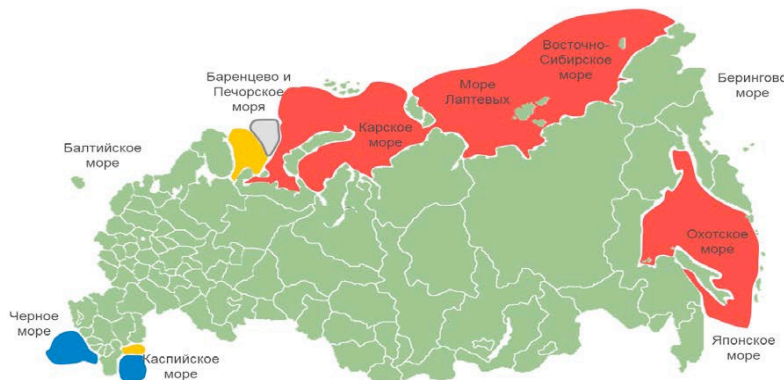 Восточно-
Сибирское
море
Баренцево и
Печорское
моря
Море
Лаптевых
Берингово
море
Карское
море
Балтийское
море
Охотское
море
Черное
море
Каспийское
море
Японское
море